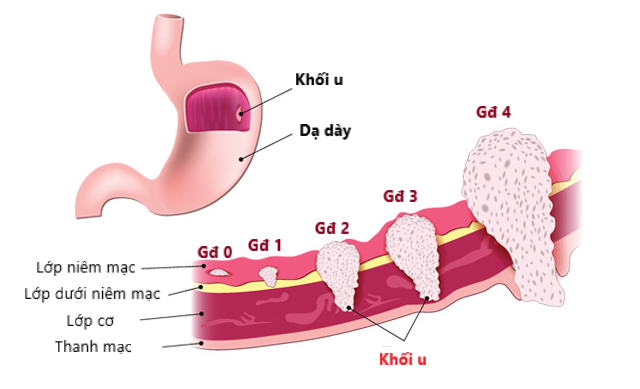 Khối u
Dạ dày
Gđ 4
Gđ 3
Gđ 2
Gđ 1
Gđ 0
Lớp niêm mạc
Lớp dưới niêm mạc
Lớp cơ
Thanh mạc
Khối u